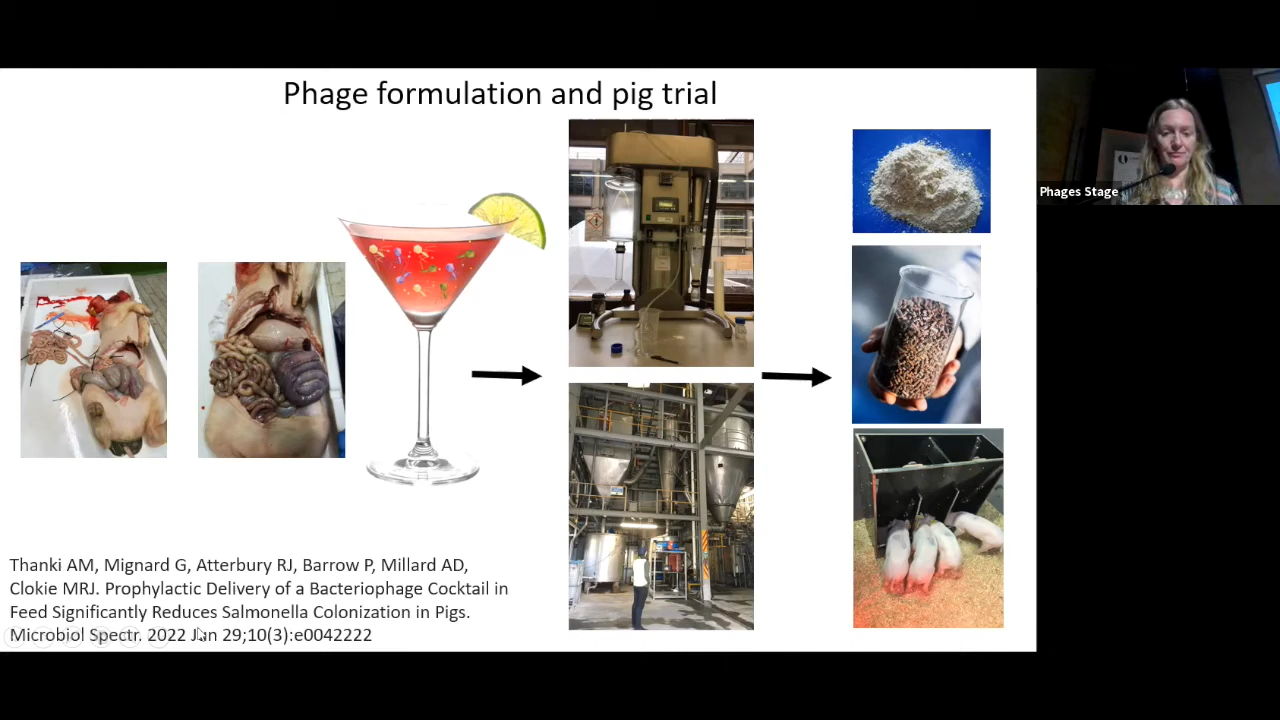 Phage formulation and pig trial
Phages Stage
Thanki AM, Mignard G, Atterbury RJ, Barrow P, Millard AD,
Clokie MRJ. Prophylactic Delivery of a Bacteriophage Cocktail in
Feed Significantly Reduces Salmonella Colonization in Pigs.
Microbiol Spectr. 2022 Jun 29;10(3):e0042222